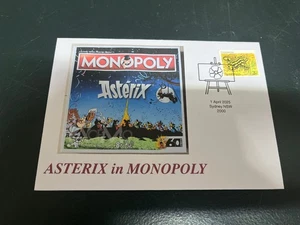 MONOPOLY
Asterix
60
1 April 2020
Sydney NSW
2000
ASTERIX in MONOPOLY